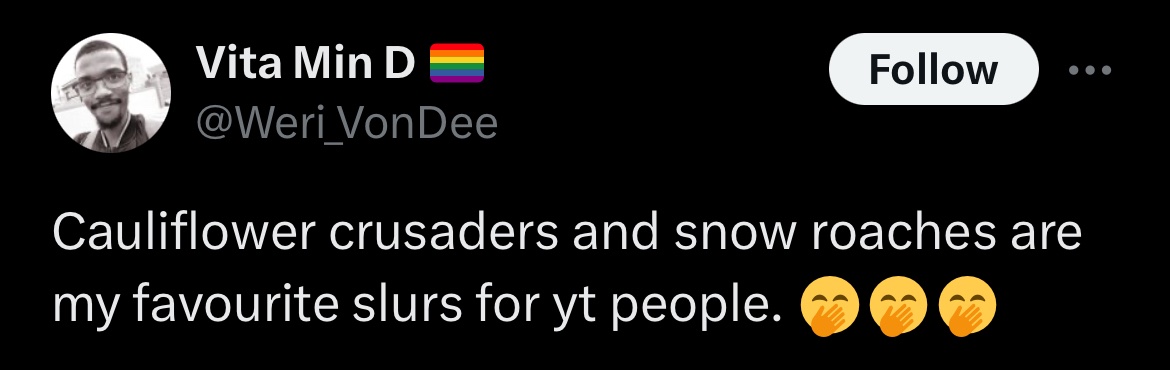 Vita Min D 🏳️‍🌈
Follow
@Weri_VonDee
Cauliflower crusaders and snow roaches are
my favourite slurs for yt people. 🤭🤭🤭